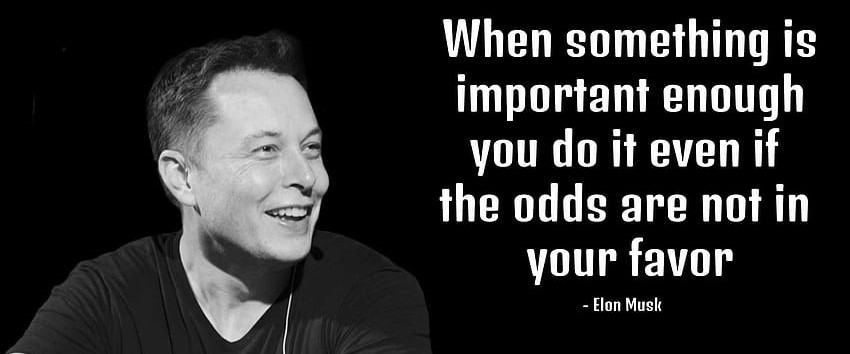 When something is
important enough
you do it even if
the odds are not in
your favor
- Elon Musk